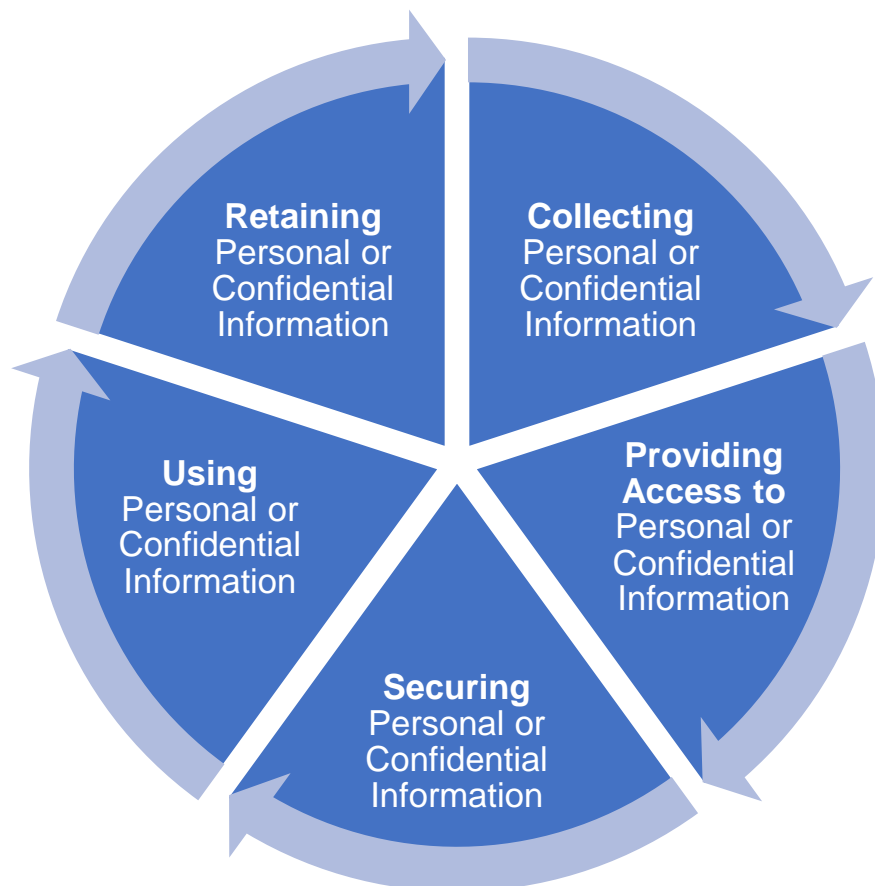 Retaining
Personal or
Confidential
Information
Collecting
Personal or
Confidential
Information
Using
Personal or
Confidential
Information
Providing
Access to
Personal or
Confidential
Information
Securing
Personal or
Confidential
Information